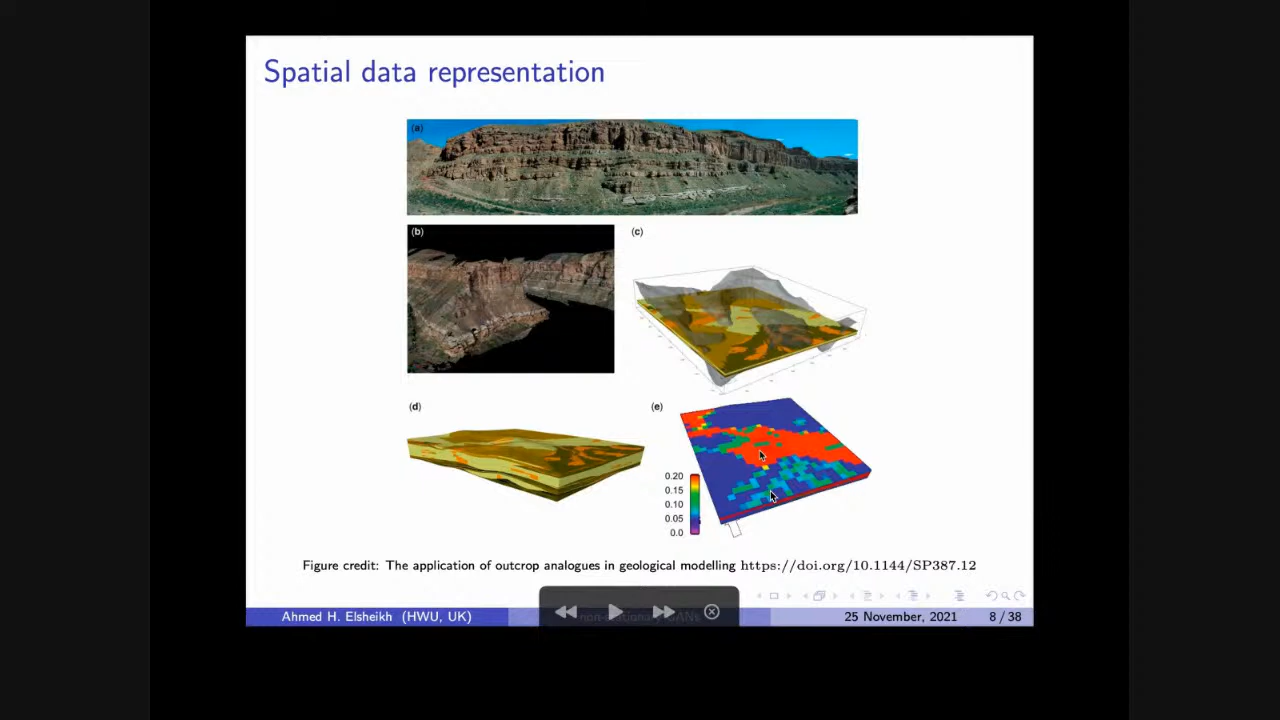 Spatial data representation
(a)
(b)
(c)
(d)
(e)
0.20
0.15
0.10
0.05
0.0
Figure credit: The application of outcrop analogues in geological modelling https://doi.org/10.1144/SP387.12
Ahmed H. Elsheikh (HWU, UK)
25 November, 2021
8 / 38